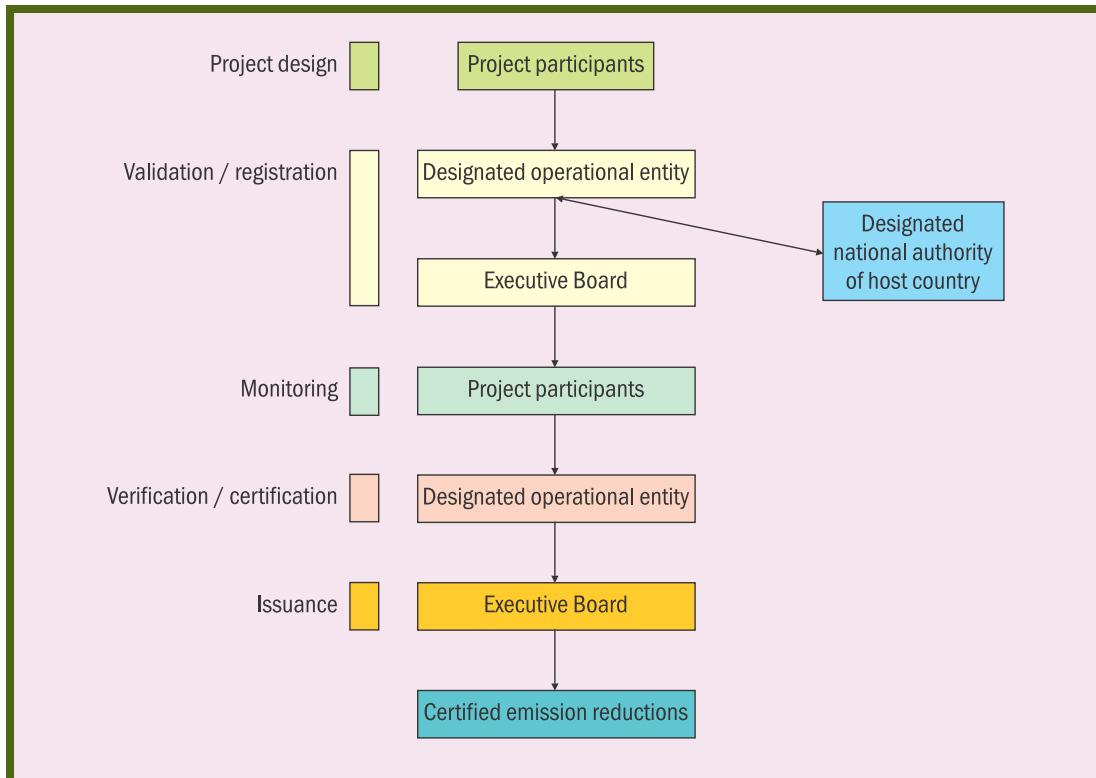 Project design
Project participants
Validation / registration
Designated operational entity
Designated
national authority
of host country
Executive Board
Monitoring
Project participants
Verification / certification
Designated operational entity
Issuance
Executive Board
Certified emission reductions